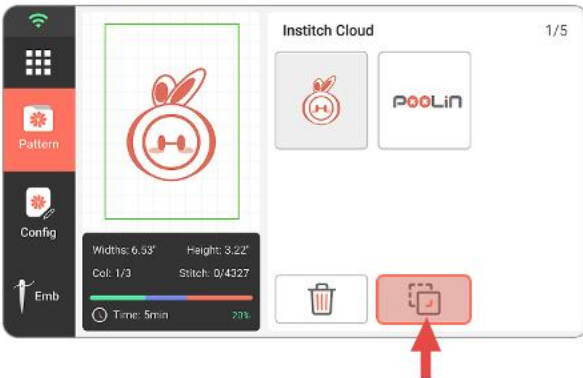 Institch Cloud 1/5
POOLIN
Pattern
Config
Widths: 6.53" Height: 3.22"
Col: 1/3 Stitch: 0/4327
Emb
Time: 5min 20%